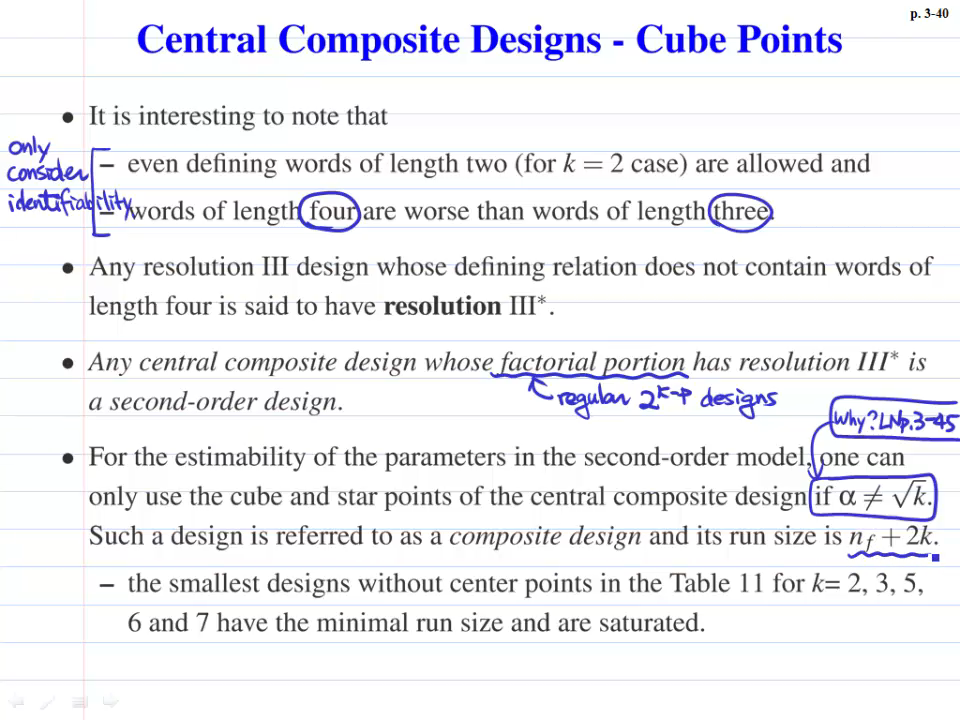 p. 3-40
Central Composite Designs - Cube Points
• It is interesting to note that
only
consider
identifiability
– even defining words of length two (for k = 2 case) are allowed and
– words of length four are worse than words of length three.
• Any resolution III design whose defining relation does not contain words of
length four is said to have resolution III*.
• Any central composite design whose factorial portion has resolution III* is
a second-order design.
regular 2^{k-p} designs
Why? LNp.3-45
• For the estimability of the parameters in the second-order model, one can
only use the cube and star points of the central composite design if α ≠ √k.
Such a design is referred to as a composite design and its run size is n_f + 2k.
– the smallest designs without center points in the Table 11 for k= 2, 3, 5,
6 and 7 have the minimal run size and are saturated.